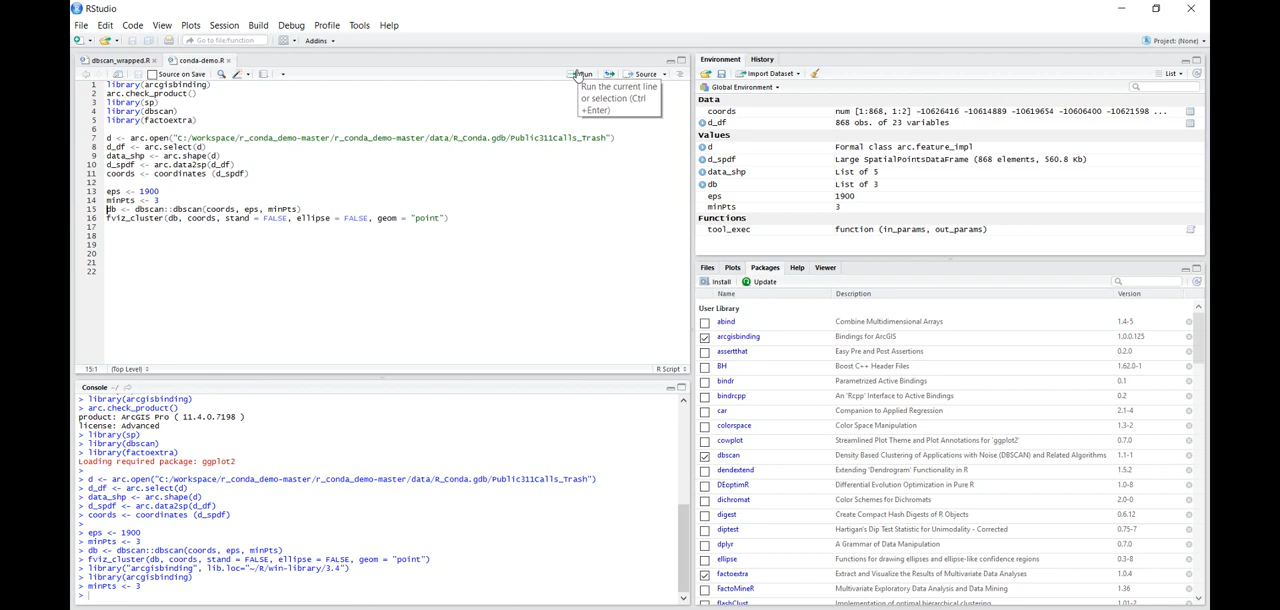 RStudio
File Edit Code View Plots Session Build Debug Profile Tools Help
Go to file/function Addins Project: (None)
dbscan_wrapped.R conda-demo.R
Source on Save Run Source
Run the current line
or selection (Ctrl
+Enter)
1 library(arcgisbinding)
2 arc.check_product()
3 library(sp)
4 library(dbscan)
5 library(factoextra)
6
7 d <- arc.open("C:/Workspace/r_conda_demo-master/r_conda_demo-master/data/R_Conda.gdb/Public311Calls_Trash")
8 d_df <- arc.select(d)
9 data_shp <- arc.shape(d)
10 d_spdf <- arc.data2sp(d_df)
11 coords <- coordinates (d_spdf)
12
13 eps <- 1900
14 minPts <- 3
15 db <- dbscan::dbscan(coords, eps, minPts)
16 fviz_cluster(db, coords, stand = FALSE, ellipse = FALSE, geom = "point")
17
18
19
20
21
22
15:1 (Top Level) R Script
Console ~/
> library(arcgisbinding)
> arc.check_product()
product: ArcGIS Pro ( 11.4.0.7198 )
license: Advanced
> library(sp)
> library(dbscan)
> library(factoextra)
Loading required package: ggplot2
>
> d <- arc.open("C:/Workspace/r_conda_demo-master/r_conda_demo-master/data/R_Conda.gdb/Public311Calls_Trash")
> d_df <- arc.select(d)
> data_shp <- arc.shape(d)
> d_spdf <- arc.data2sp(d_df)
> coords <- coordinates (d_spdf)
>
> eps <- 1900
> minPts <- 3
> db <- dbscan::dbscan(coords, eps, minPts)
> fviz_cluster(db, coords, stand = FALSE, ellipse = FALSE, geom = "point")
> library("arcgisbinding", lib.loc="~/R/win-library/3.4")
> library(arcgisbinding)
> minPts <- 3
>
Environment History
Import Dataset List
Global Environment
Data
coords num [1:868, 1:2] -10626416 -10614889 -10619654 -10606400 -10621598 ...
d_df 868 obs. of 23 variables
Values
d Formal class arc.feature_impl
d_spdf Large SpatialPointsDataFrame (868 elements, 560.8 Kb)
data_shp List of 5
db List of 3
eps 1900
minPts 3
Functions
tool_exec function (in_params, out_params)
Files Plots Packages Help Viewer
Install Update
Name Description Version
User Library
abind Combine Multidimensional Arrays 1.4-5
arcgisbinding Bindings for ArcGIS 1.0.0.125
assertthat Easy Pre and Post Assertions 0.2.0
BH Boost C++ Header Files 1.62.0-1
bindr Parametrized Active Bindings 0.1
bindrcpp An 'Rcpp' Interface to Active Bindings 0.2
car Companion to Applied Regression 2.1-4
colorspace Color Space Manipulation 1.3-2
cowplot Streamlined Plot Theme and Plot Annotations for 'ggplot2' 0.7.0
dbscan Density Based Clustering of Applications with Noise (DBSCAN) and Related Algorithms 1.1-1
dendextend Extending 'Dendrogram' Functionality in R 1.5.2
DEoptimR Differential Evolution Optimization in Pure R 1.0-8
dichromat Color Schemes for Dichromats 2.0-0
digest Create Compact Hash Digests of R Objects 0.6.12
diptest Hartigan's Dip Test Statistic for Unimodality - Corrected 0.75-7
dplyr A Grammar of Data Manipulation 0.7.0
ellipse Functions for drawing ellipses and ellipse-like confidence regions 0.3-8
factoextra Extract and Visualize the Results of Multivariate Data Analyses 1.0.4
FactoMineR Multivariate Exploratory Data Analysis and Data Mining 1.36
flashClust Implementation of optimal hierarchical clustering 1.01-2